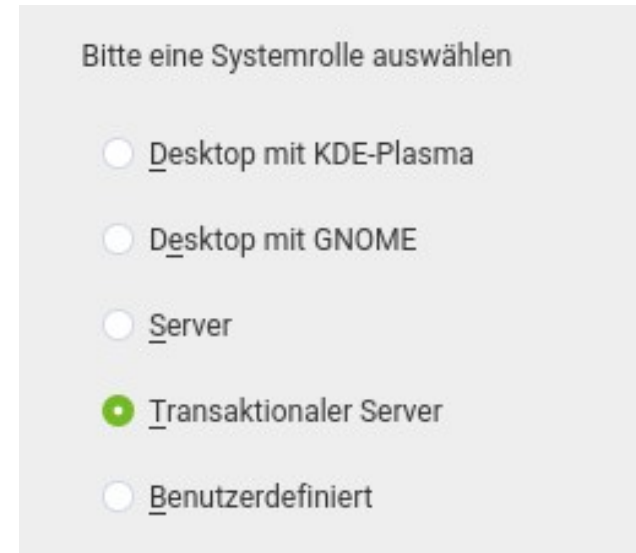 Bitte eine Systemrolle auswählen
Desktop mit KDE-Plasma
Desktop mit GNOME
Server
Transaktionaler Server
Benutzerdefiniert